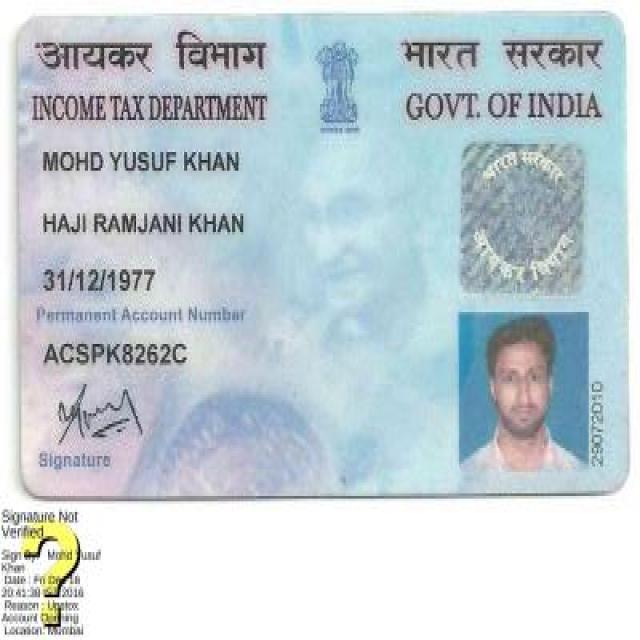 आयकर विभाग भारत सरकार
INCOME TAX DEPARTMENT GOVT. OF INDIA
MOHD YUSUF KHAN
HAJI RAMJANI KHAN
31/12/1977
Permanent Account Number
ACSPK8262C
Signature
भारत सरकार
आयकर विभाग
29072010
Signature Not
Verified
Sign By: Mohd Yusuf
Khan
Date : Fri Dec 16
20:41:38 2016
Reason : Upstox
Account Opening
Location: Mumbai